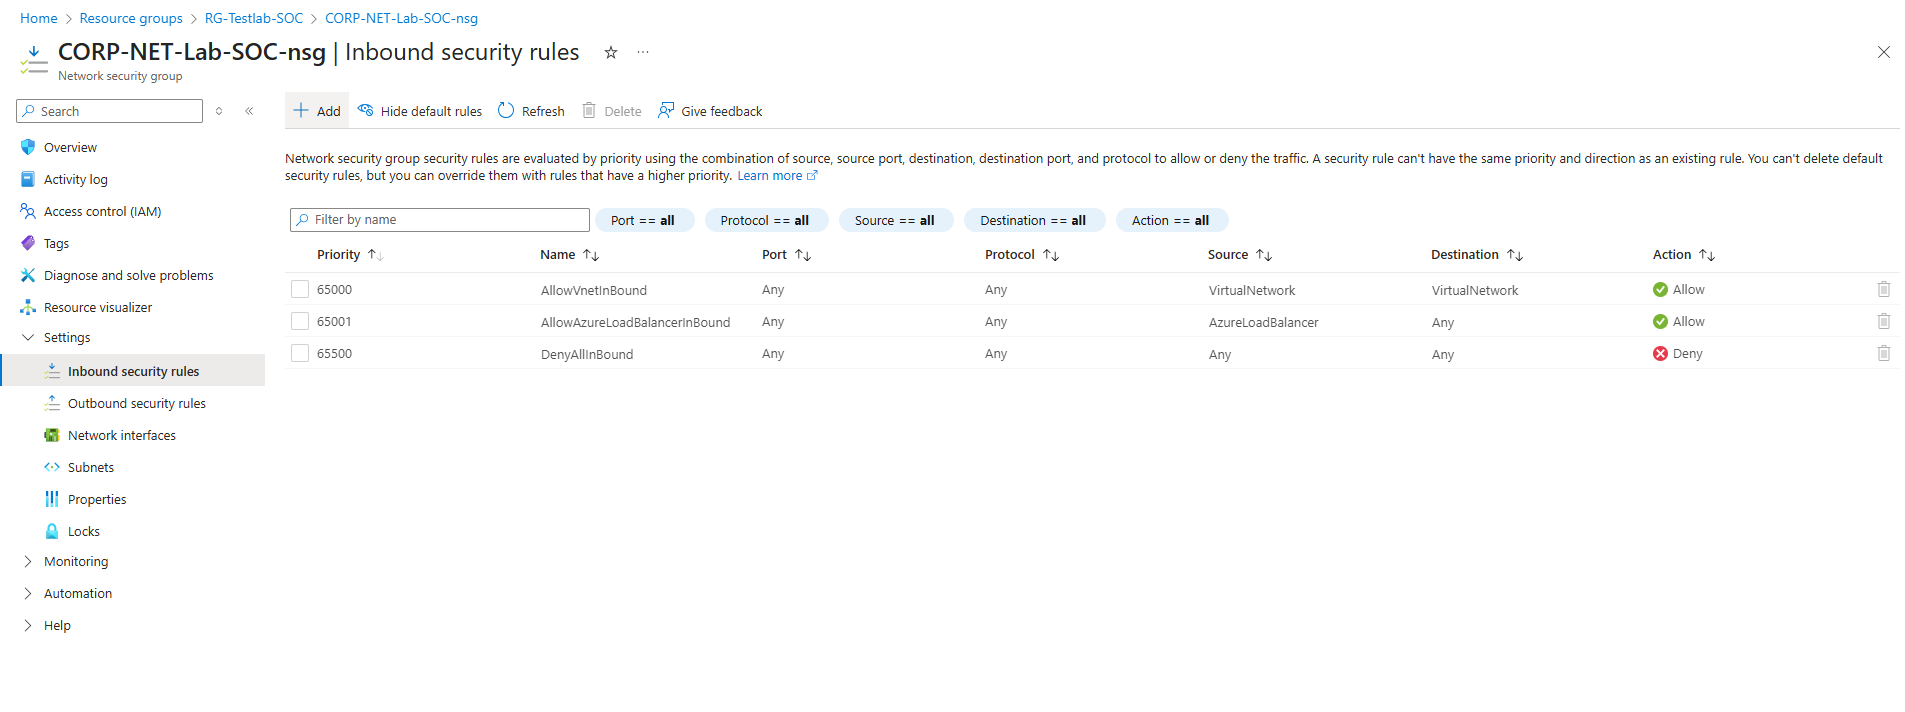 Home > Resource groups > RG-Testlab-SOC > CORP-NET-Lab-SOC-nsg
CORP-NET-Lab-SOC-nsg | Inbound security rules
Network security group
Search
Overview
Activity log
Access control (IAM)
Tags
Diagnose and solve problems
Resource visualizer
Settings
Inbound security rules
Outbound security rules
Network interfaces
Subnets
Properties
Locks
Monitoring
Automation
Help
Add Hide default rules Refresh Delete Give feedback
Network security group security rules are evaluated by priority using the combination of source, source port, destination, destination port, and protocol to allow or deny the traffic. A security rule can't have the same priority and direction as an existing rule. You can't delete default
security rules, but you can override them with rules that have a higher priority. Learn more
Filter by name Port == all Protocol == all Source == all Destination == all Action == all
Priority Name Port Protocol Source Destination Action
65000 AllowVnetInBound Any Any VirtualNetwork VirtualNetwork Allow
65001 AllowAzureLoadBalancerInBound Any Any AzureLoadBalancer Any Allow
65500 DenyAllInBound Any Any Any Any Deny